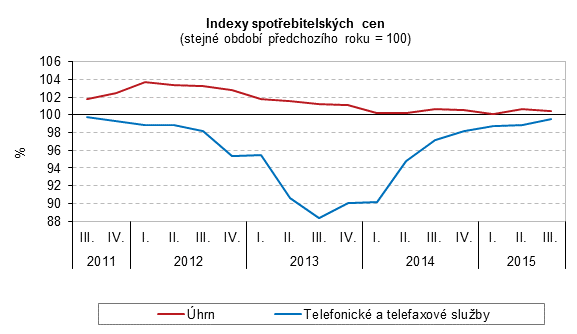 Indexy spotřebitelských cen
(stejné období předchozího roku = 100)
106
104
102
100
98
96
94
92
90
88
%
III. IV. I. II. III. IV. I. II. III. IV. I. II. III. IV. I. II. III.
2011 2012 2013 2014 2015
Úhrn Telefonické a telefaxové služby